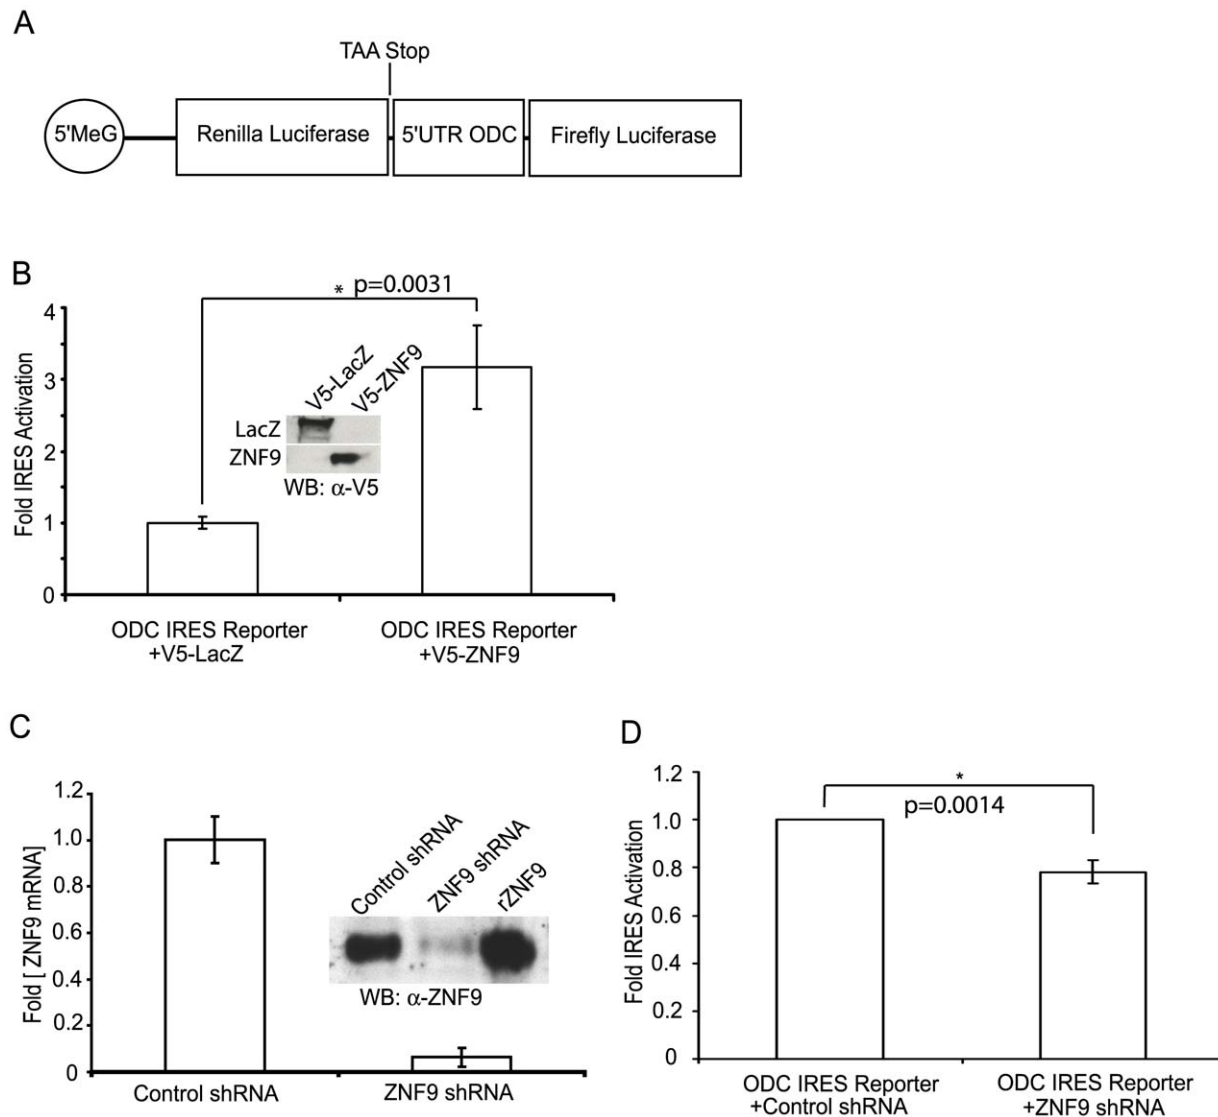 A
TAA Stop
5'MeG
Renilla Luciferase
5'UTR ODC
Firefly Luciferase
B
* p=0.0031
Fold IRES Activation
4
3
2
1
0
V5-LacZ
V5-ZNF9
LacZ
ZNF9
WB: α-V5
ODC IRES Reporter
+V5-LacZ
ODC IRES Reporter
+V5-ZNF9
C
Fold [ ZNF9 mRNA]
1.2
1.0
0.8
0.6
0.4
0.2
0
Control shRNA
ZNF9 shRNA
rZNF9
WB: α-ZNF9
Control shRNA
ZNF9 shRNA
D
*
p=0.0014
Fold IRES Activation
1.2
1.0
0.8
0.6
0.4
0.2
0
ODC IRES Reporter
+Control shRNA
ODC IRES Reporter
+ZNF9 shRNA